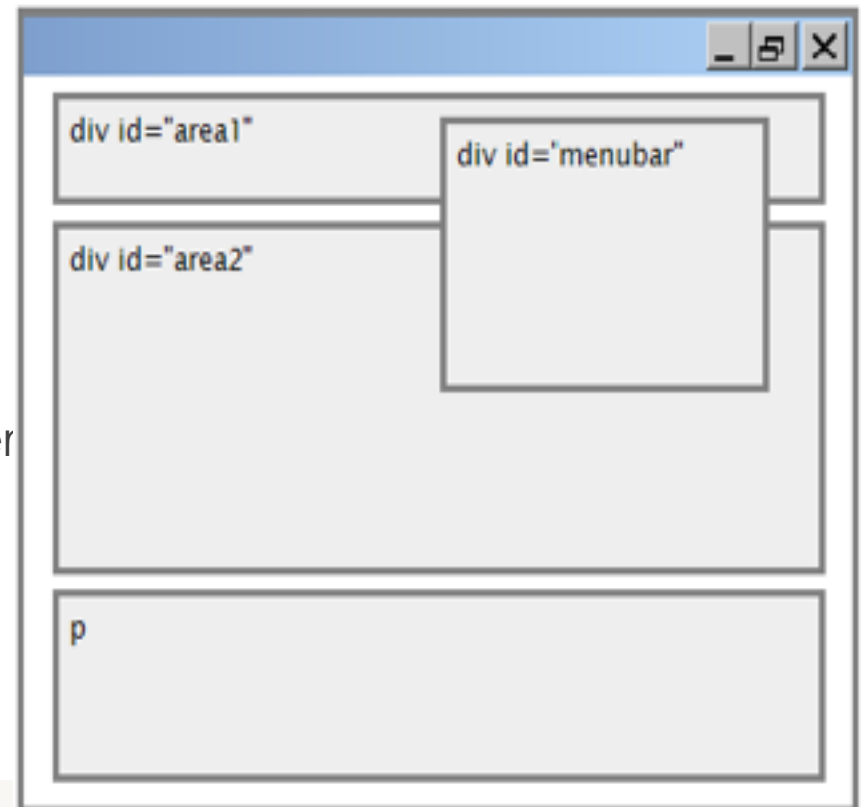 div id="area1"
div id='menubar"
div id="area2"
p